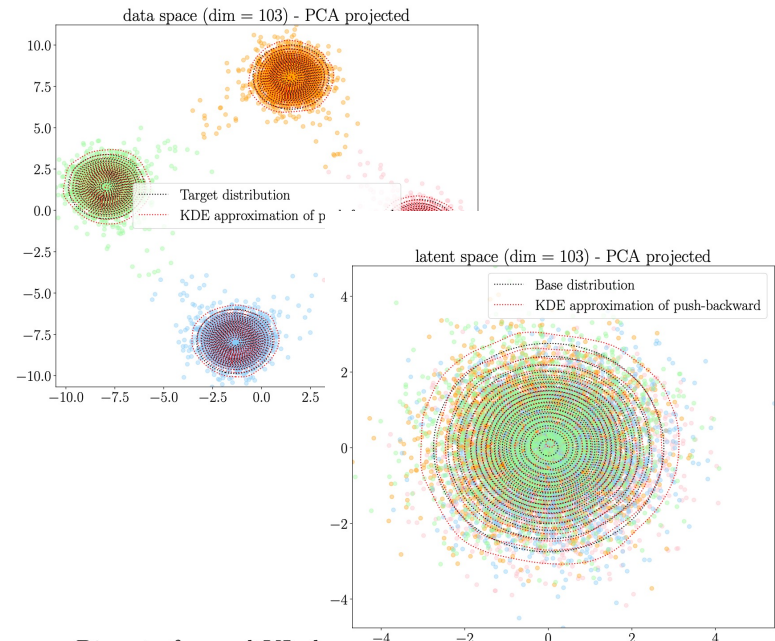 data space (dim = 103) - PCA projected
10.0
7.5
5.0
2.5
0.0
−2.5
−5.0
−7.5
−10.0
Target distribution
KDE approximation of
−10.0 −7.5 −5.0 −2.5 0.0 2.5
latent space (dim = 103) - PCA projected
Base distribution
KDE approximation of push-backward
4
2
0
−2
−4
−4 −2 0 2 4